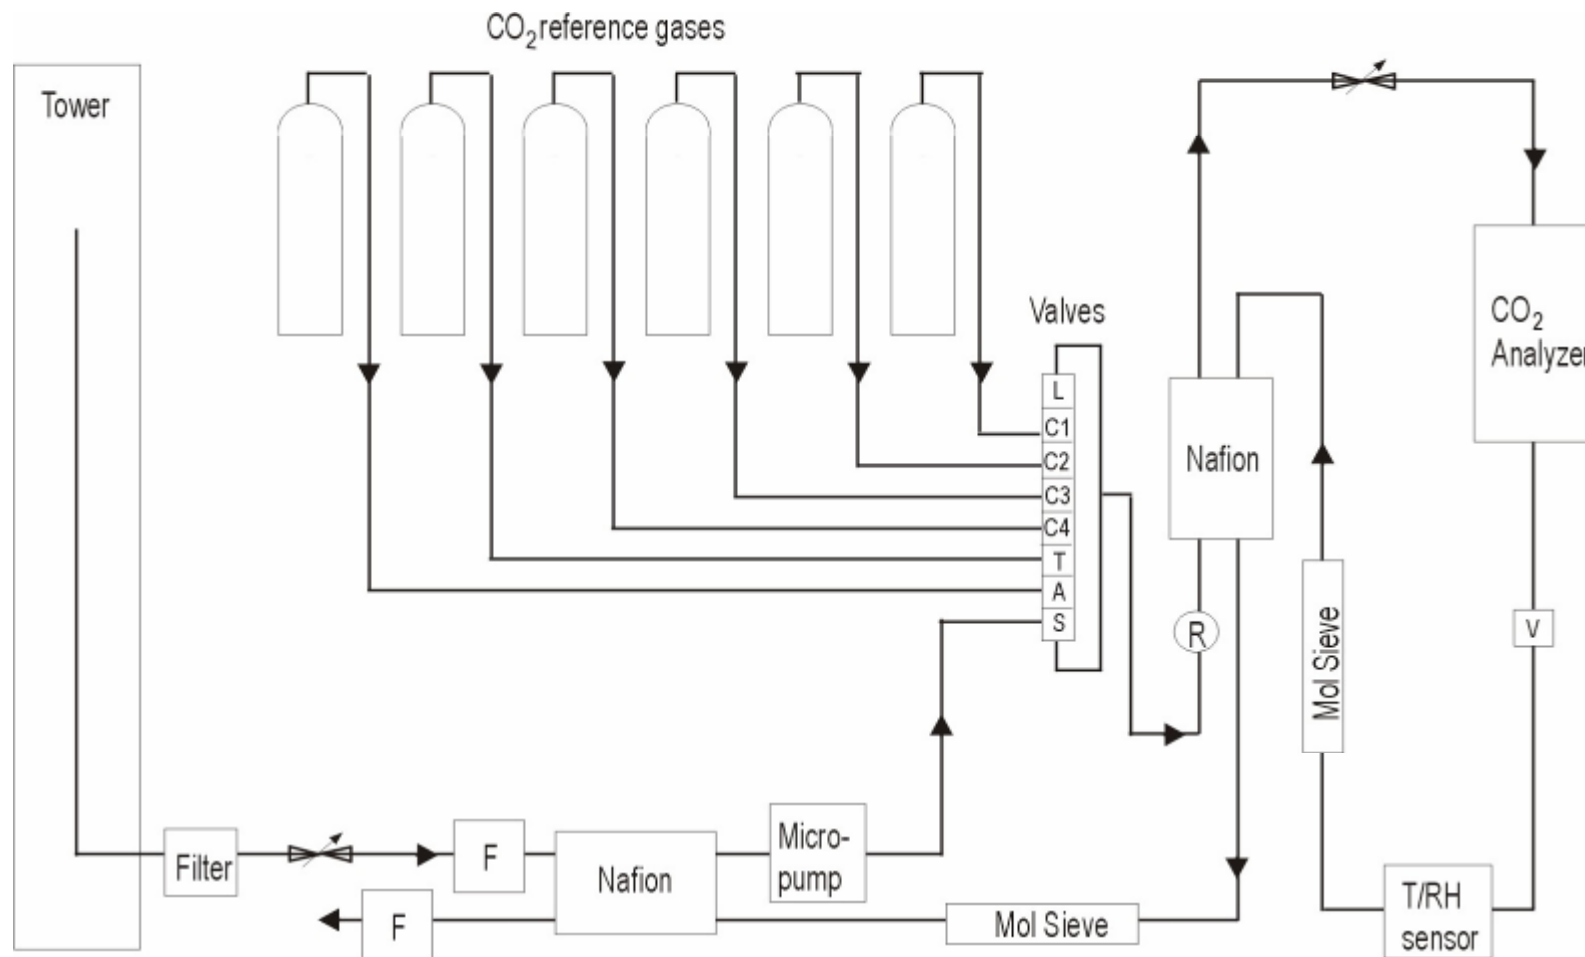 CO2 reference gases
Tower
Valves
CO2
Analyzer
L
C1
C2
C3
C4
T
A
S
Nafion
R
Mol Sieve
V
Filter
F
Nafion
Micro-
pump
F
Mol Sieve
T/RH
sensor